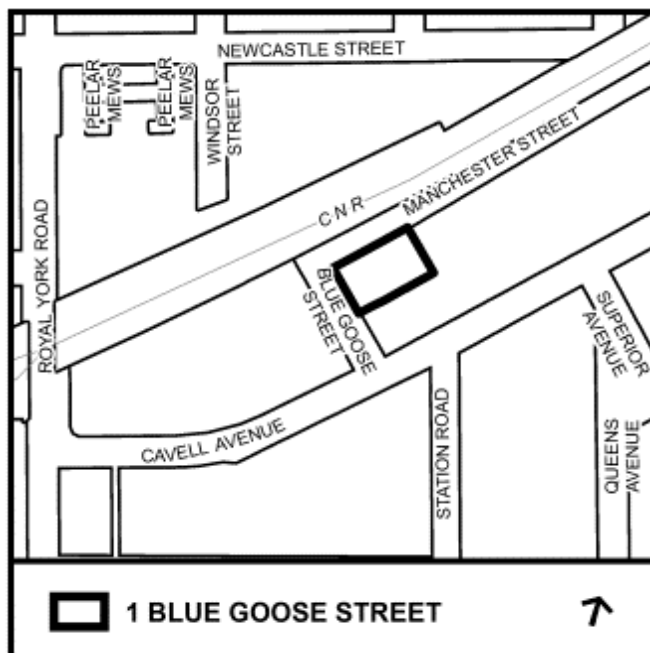 NEWCASTLE STREET
PEELAR
MEWS
PEELAR
MEWS
WINDSOR
STREET
C N R
MANCHESTER STREET
ROYAL YORK ROAD
BLUE GOOSE
STREET
SUPERIOR
AVENUE
CAVELL AVENUE
STATION ROAD
QUEENS
AVENUE
1 BLUE GOOSE STREET